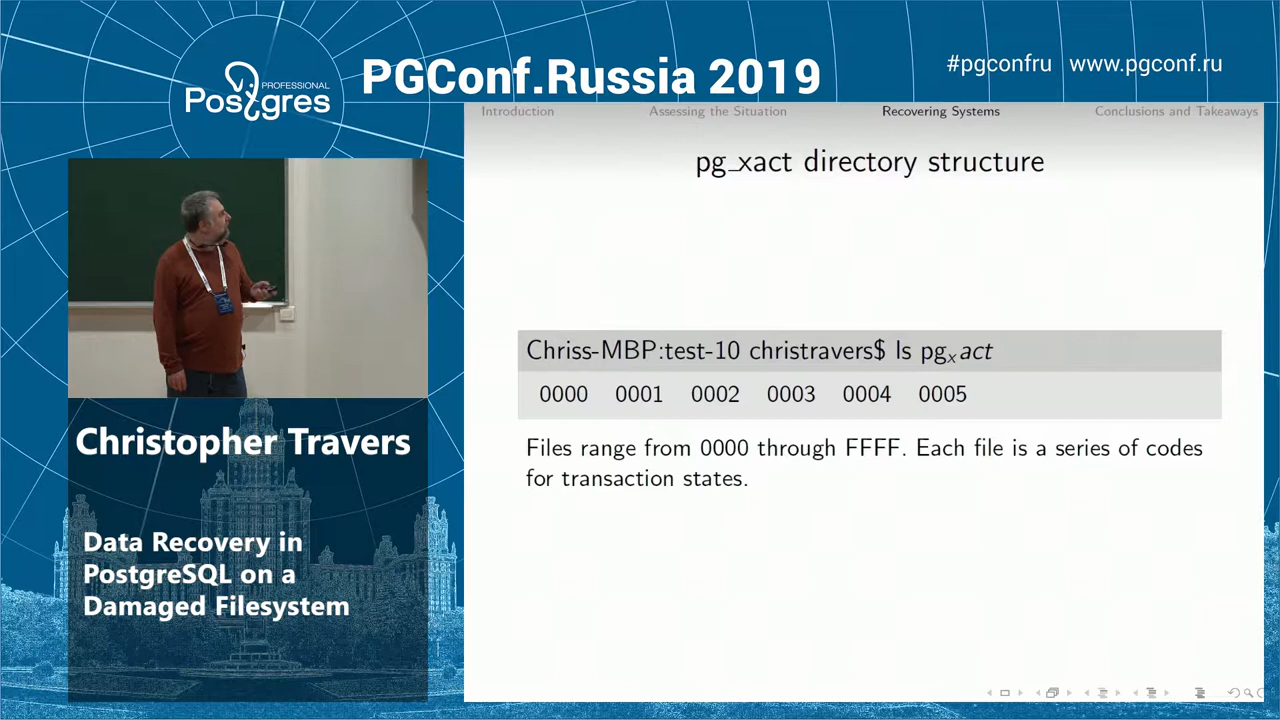 PROFESSIONAL
Postgres
PGConf.Russia 2019
#pgconfru www.pgconf.ru
Introduction Assessing the Situation Recovering Systems Conclusions and Takeaways
pg_xact directory structure
Chriss-MBP:test-10 christravers$ ls pgxact
0000 0001 0002 0003 0004 0005
Files range from 0000 through FFFF. Each file is a series of codes
for transaction states.
Christopher Travers
Data Recovery in
PostgreSQL on a
Damaged Filesystem